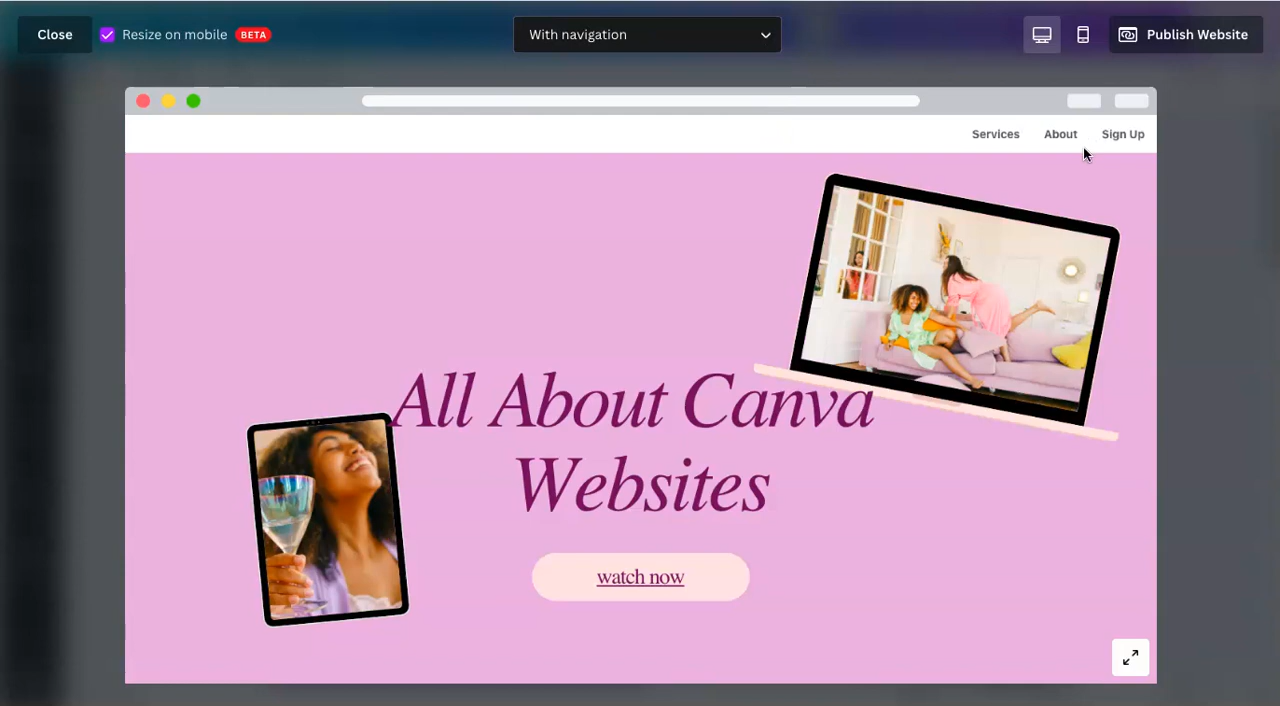 Close
Resize on mobile BETA
With navigation
Publish Website
Services About Sign Up
All About Canva
Websites
watch now